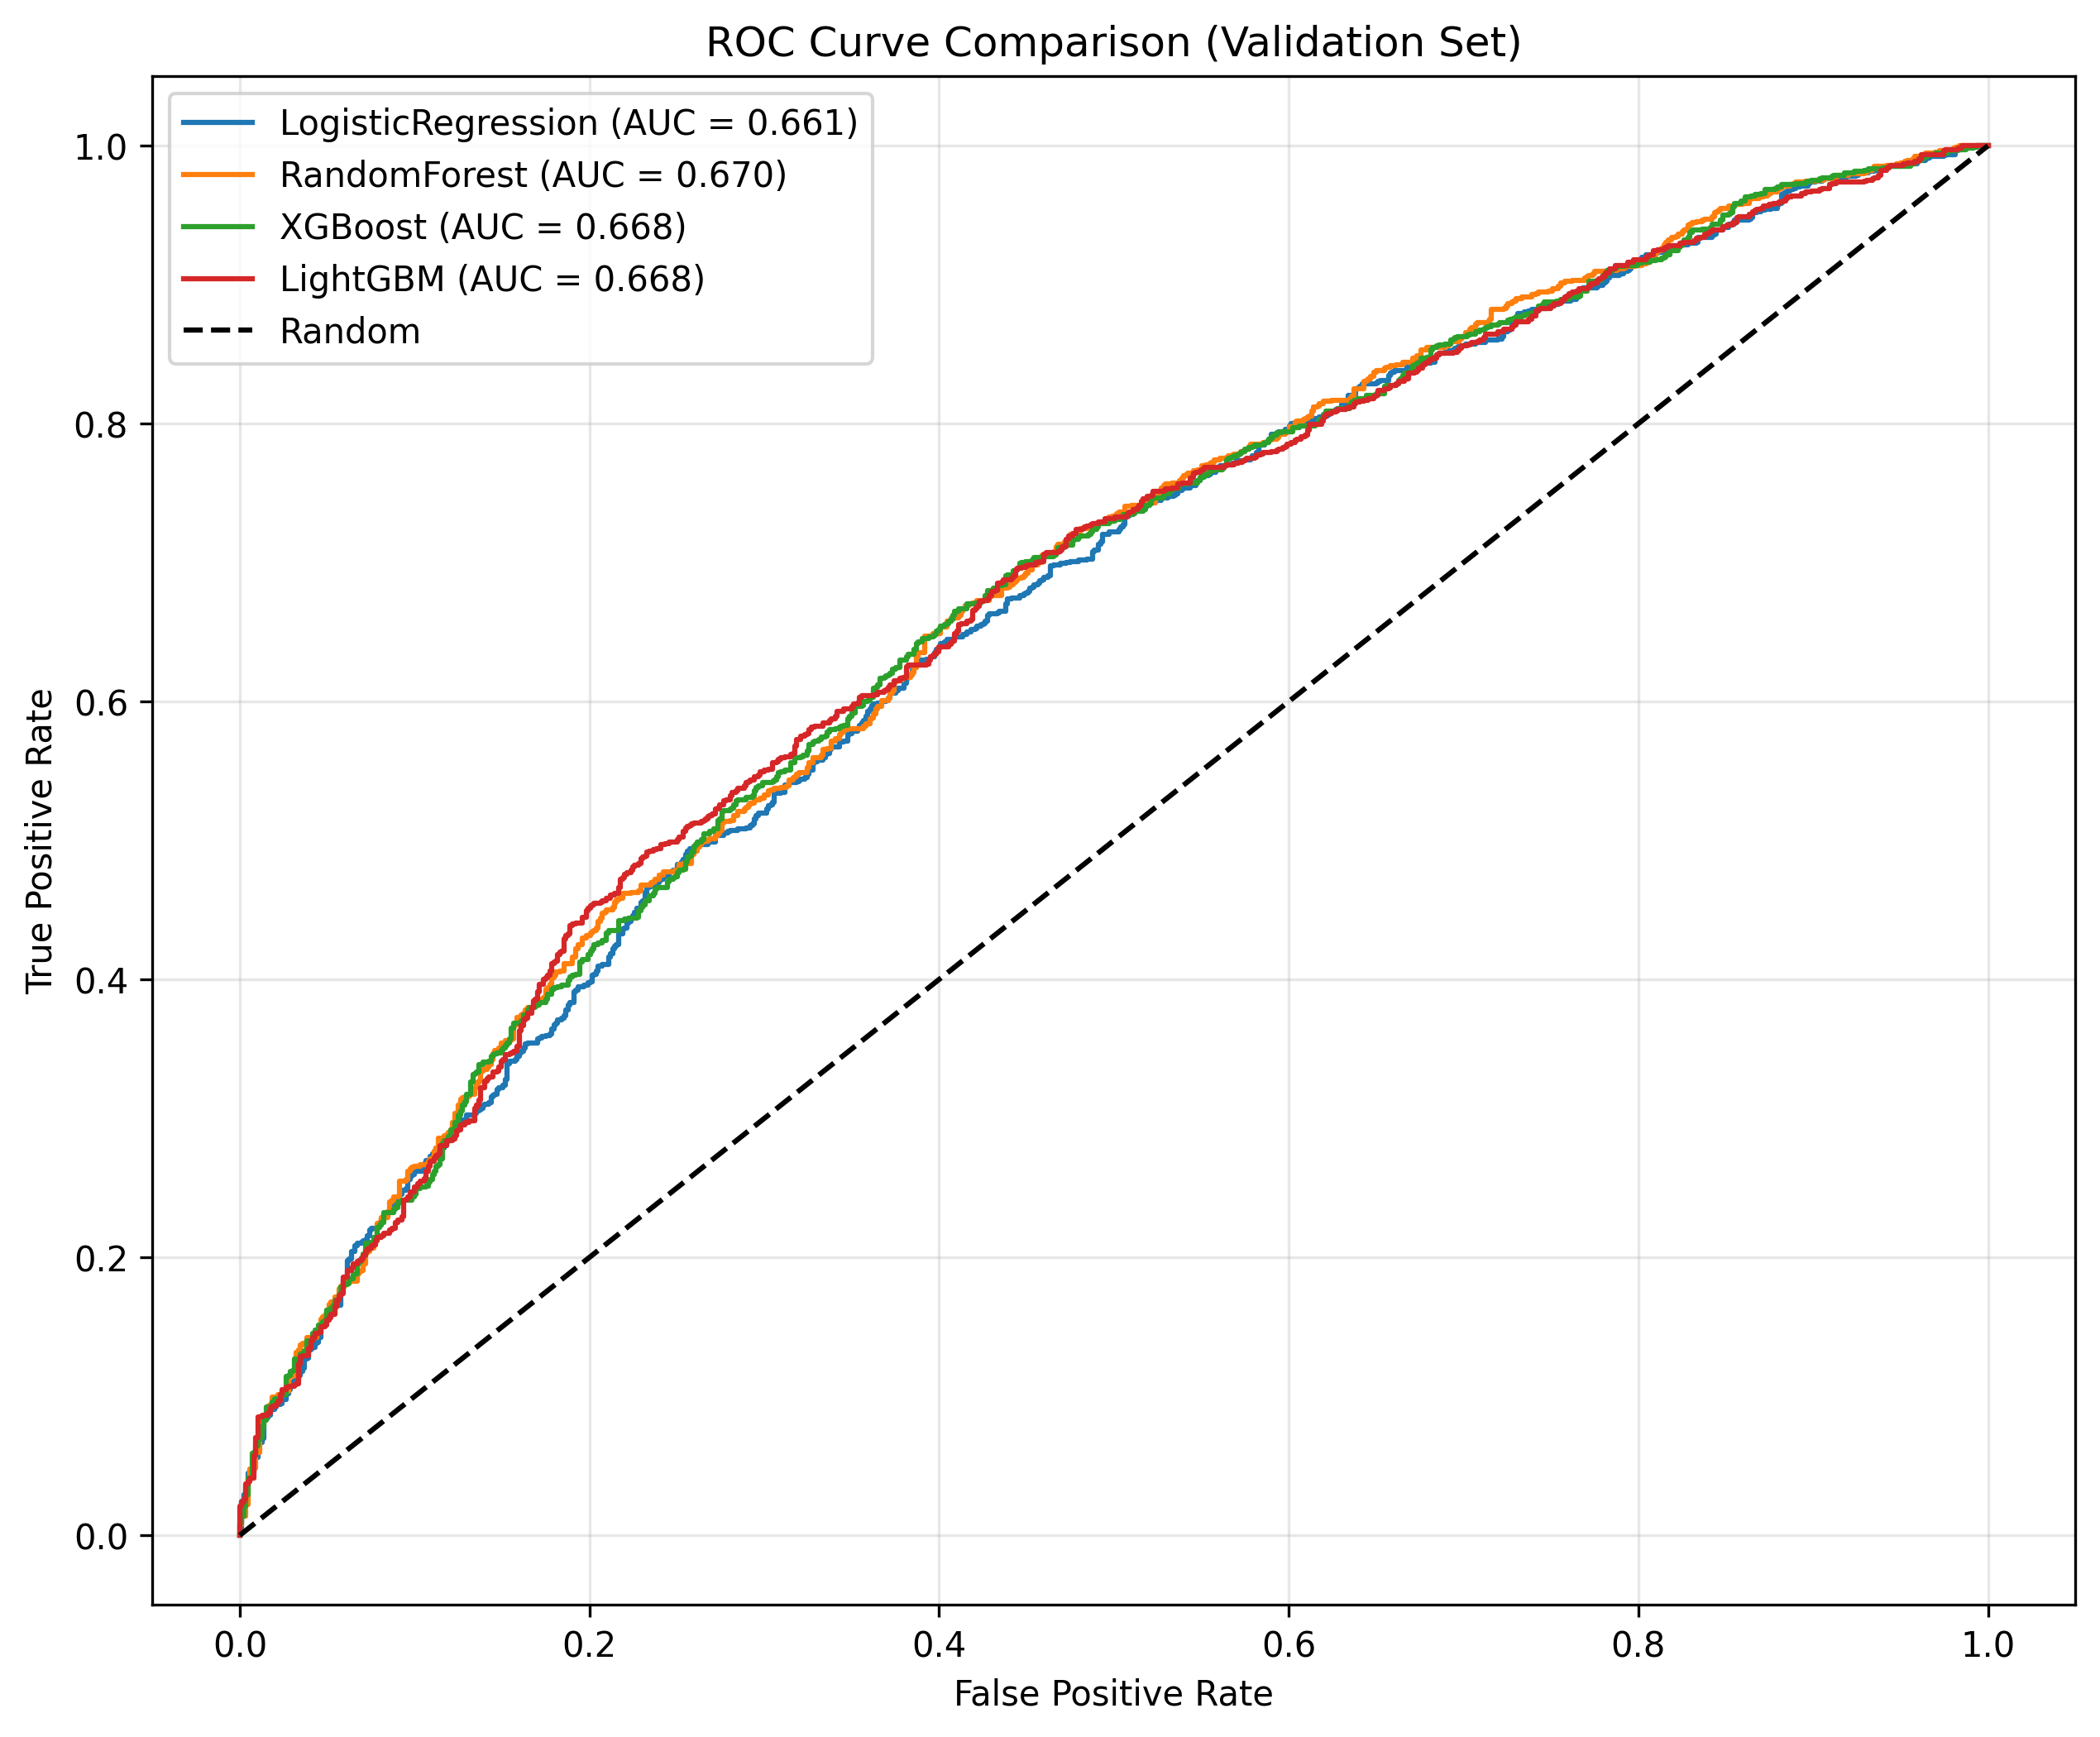 ROC Curve Comparison (Validation Set)
LogisticRegression (AUC = 0.661)
RandomForest (AUC = 0.670)
XGBoost (AUC = 0.668)
LightGBM (AUC = 0.668)
Random
1.0
0.8
0.6
0.4
0.2
0.0
True Positive Rate
0.0 0.2 0.4 0.6 0.8 1.0
False Positive Rate